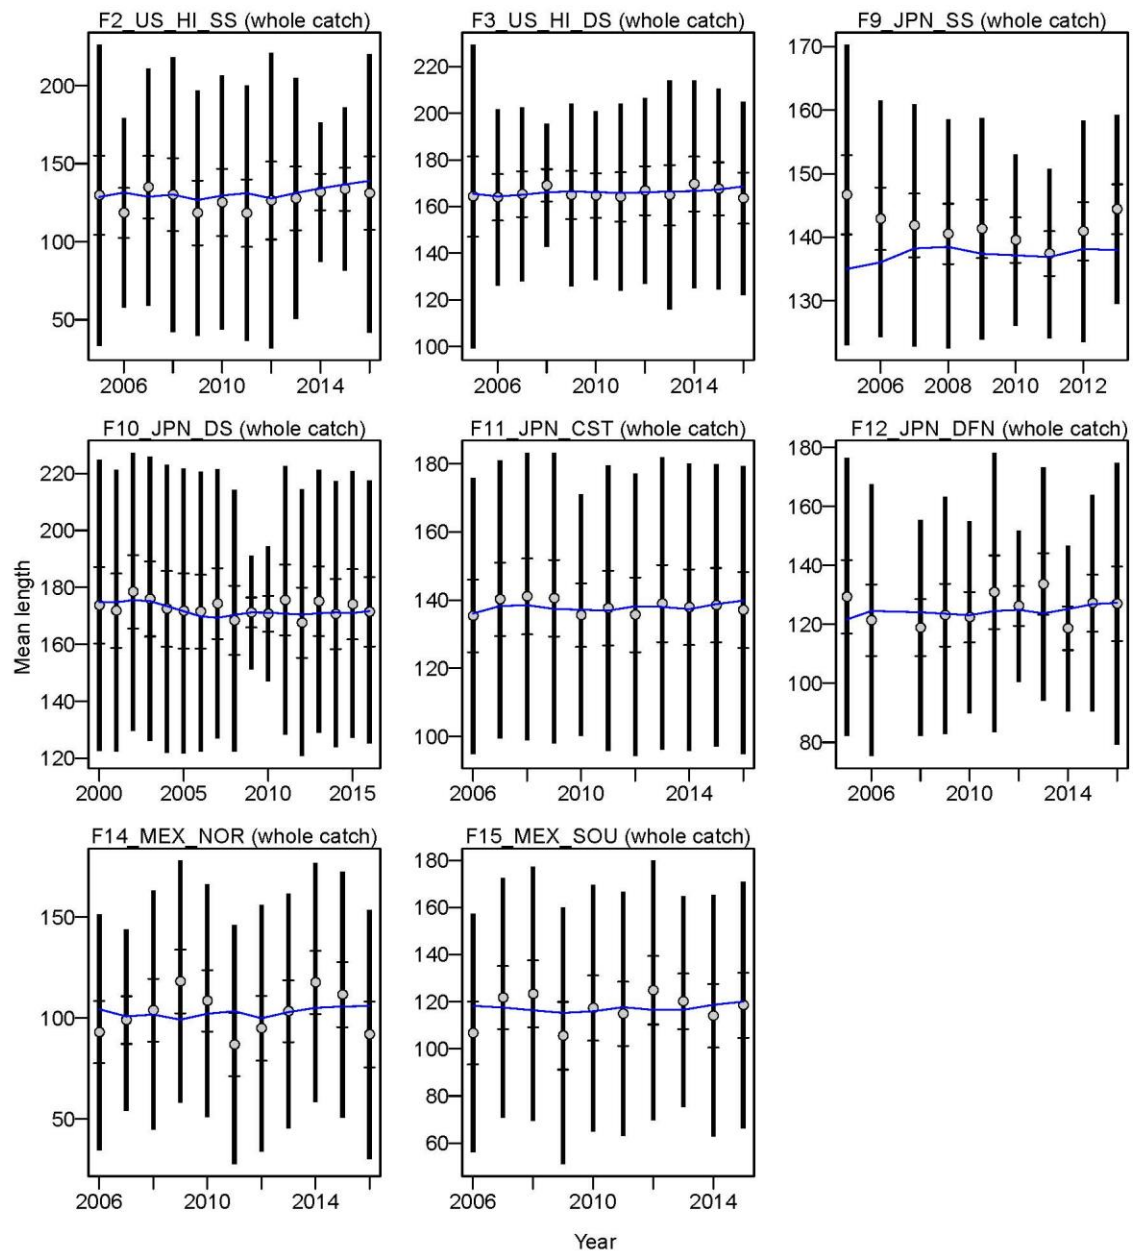 F2_US_HI_SS (whole catch)
200
150
100
50
2006 2010 2014
F3_US_HI_DS (whole catch)
220
200
180
160
140
120
100
2006 2010 2014
F9_JPN_SS (whole catch)
170
160
150
140
130
2006 2008 2010 2012
F10_JPN_DS (whole catch)
220
200
180
160
140
120
2000 2005 2010 2015
F11_JPN_CST (whole catch)
180
160
140
120
100
2006 2010 2014
F12_JPN_DFN (whole catch)
180
160
140
120
100
80
2006 2010 2014
Mean length
F14_MEX_NOR (whole catch)
150
100
50
2006 2010 2014
F15_MEX_SOU (whole catch)
180
160
140
120
100
80
60
2006 2010 2014
Year